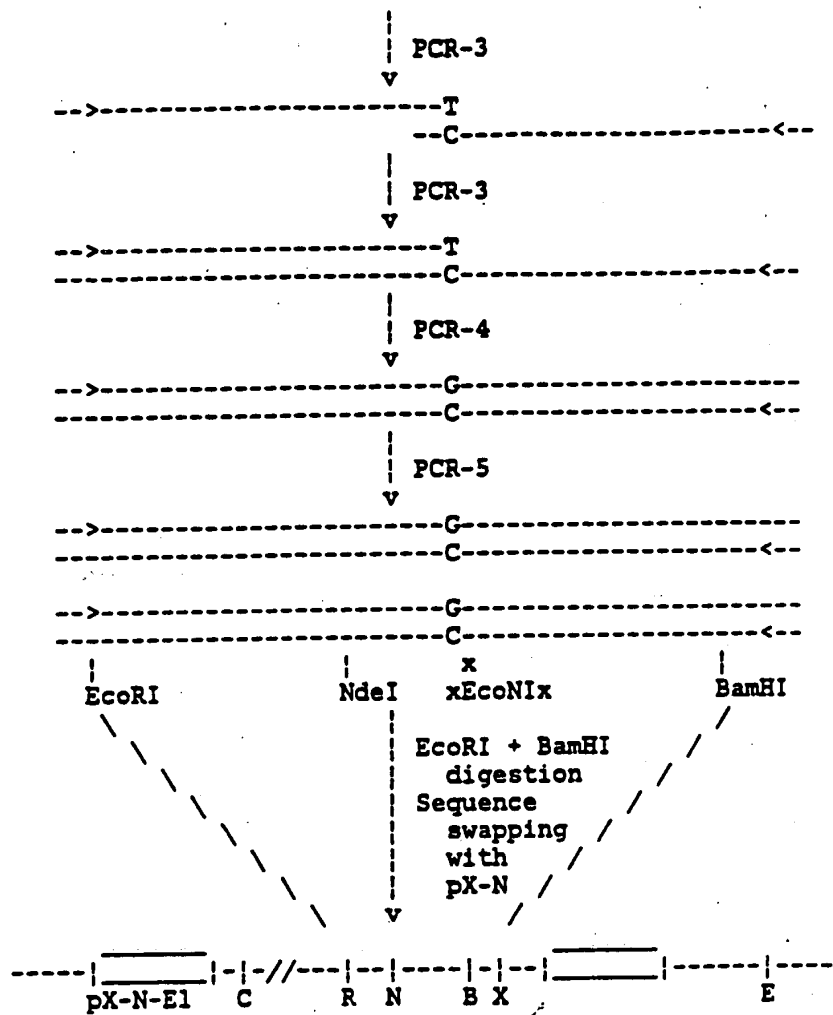 PCR-3
-->------------------------T
--C----------------------<--
PCR-3
-->------------------------T
---------------------------C----------------------<--
PCR-4
-->------------------------G-------------------------
---------------------------C----------------------<--
PCR-5
-->------------------------G-------------------------
---------------------------C----------------------<--
-->------------------------G-------------------------
---------------------------C----------------------<--
x
EcoRI NdeI xEcoNIx BamHI
EcoRI + BamHI
digestion
Sequence
swapping
with
pX-N
pX-N-E1 C R N B X E